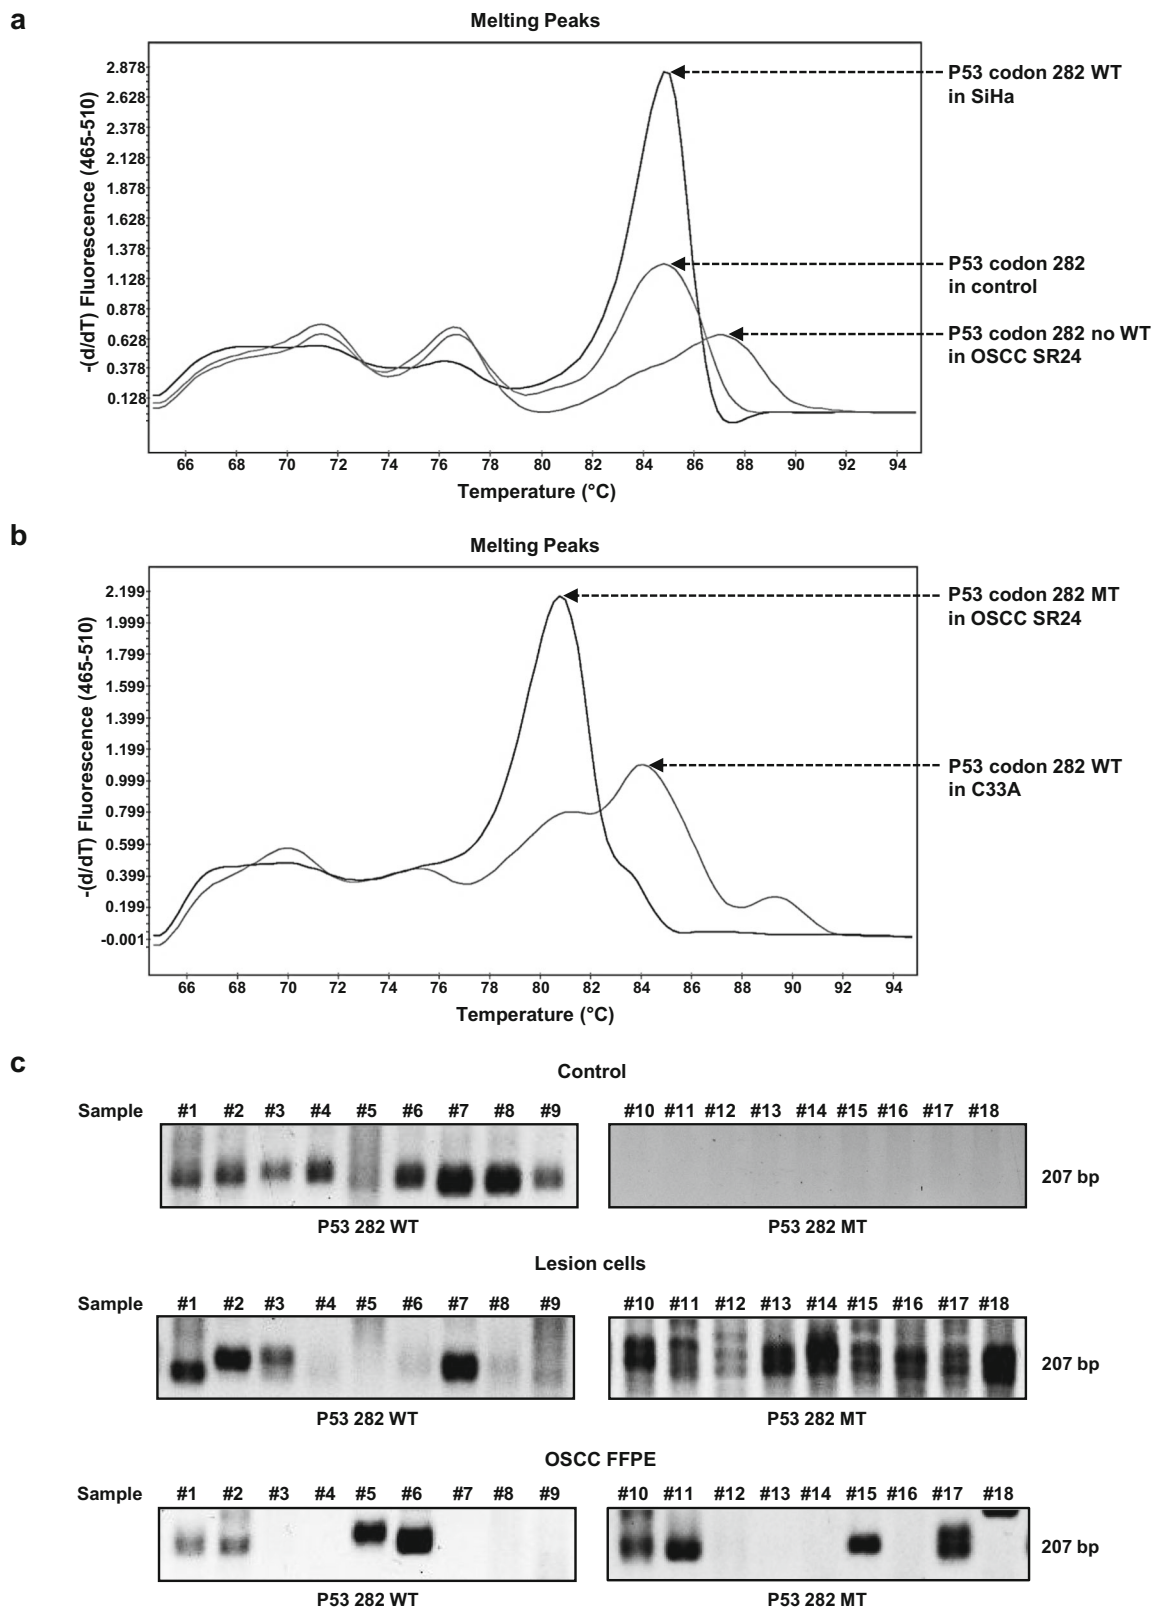 a
Melting Peaks
-(d/dT) Fluorescence (465-510)
2.878
2.628
2.378
2.128
1.878
1.628
1.378
1.128
0.878
0.628
0.378
0.128
P53 codon 282 WT
in SiHa
P53 codon 282
in control
P53 codon 282 no WT
in OSCC SR24
66 68 70 72 74 76 78 80 82 84 86 88 90 92 94
Temperature (°C)
b
Melting Peaks
-(d/dT) Fluorescence (465-510)
2.199
1.999
1.799
1.599
1.399
1.199
0.999
0.799
0.599
0.399
0.199
-0.001
P53 codon 282 MT
in OSCC SR24
P53 codon 282 WT
in C33A
66 68 70 72 74 76 78 80 82 84 86 88 90 92 94
Temperature (°C)
c
Control
Sample #1 #2 #3 #4 #5 #6 #7 #8 #9 #10 #11 #12 #13 #14 #15 #16 #17 #18
207 bp
P53 282 WT P53 282 MT
Lesion cells
Sample #1 #2 #3 #4 #5 #6 #7 #8 #9 #10 #11 #12 #13 #14 #15 #16 #17 #18
207 bp
P53 282 WT P53 282 MT
OSCC FFPE
Sample #1 #2 #3 #4 #5 #6 #7 #8 #9 #10 #11 #12 #13 #14 #15 #16 #17 #18
207 bp
P53 282 WT P53 282 MT